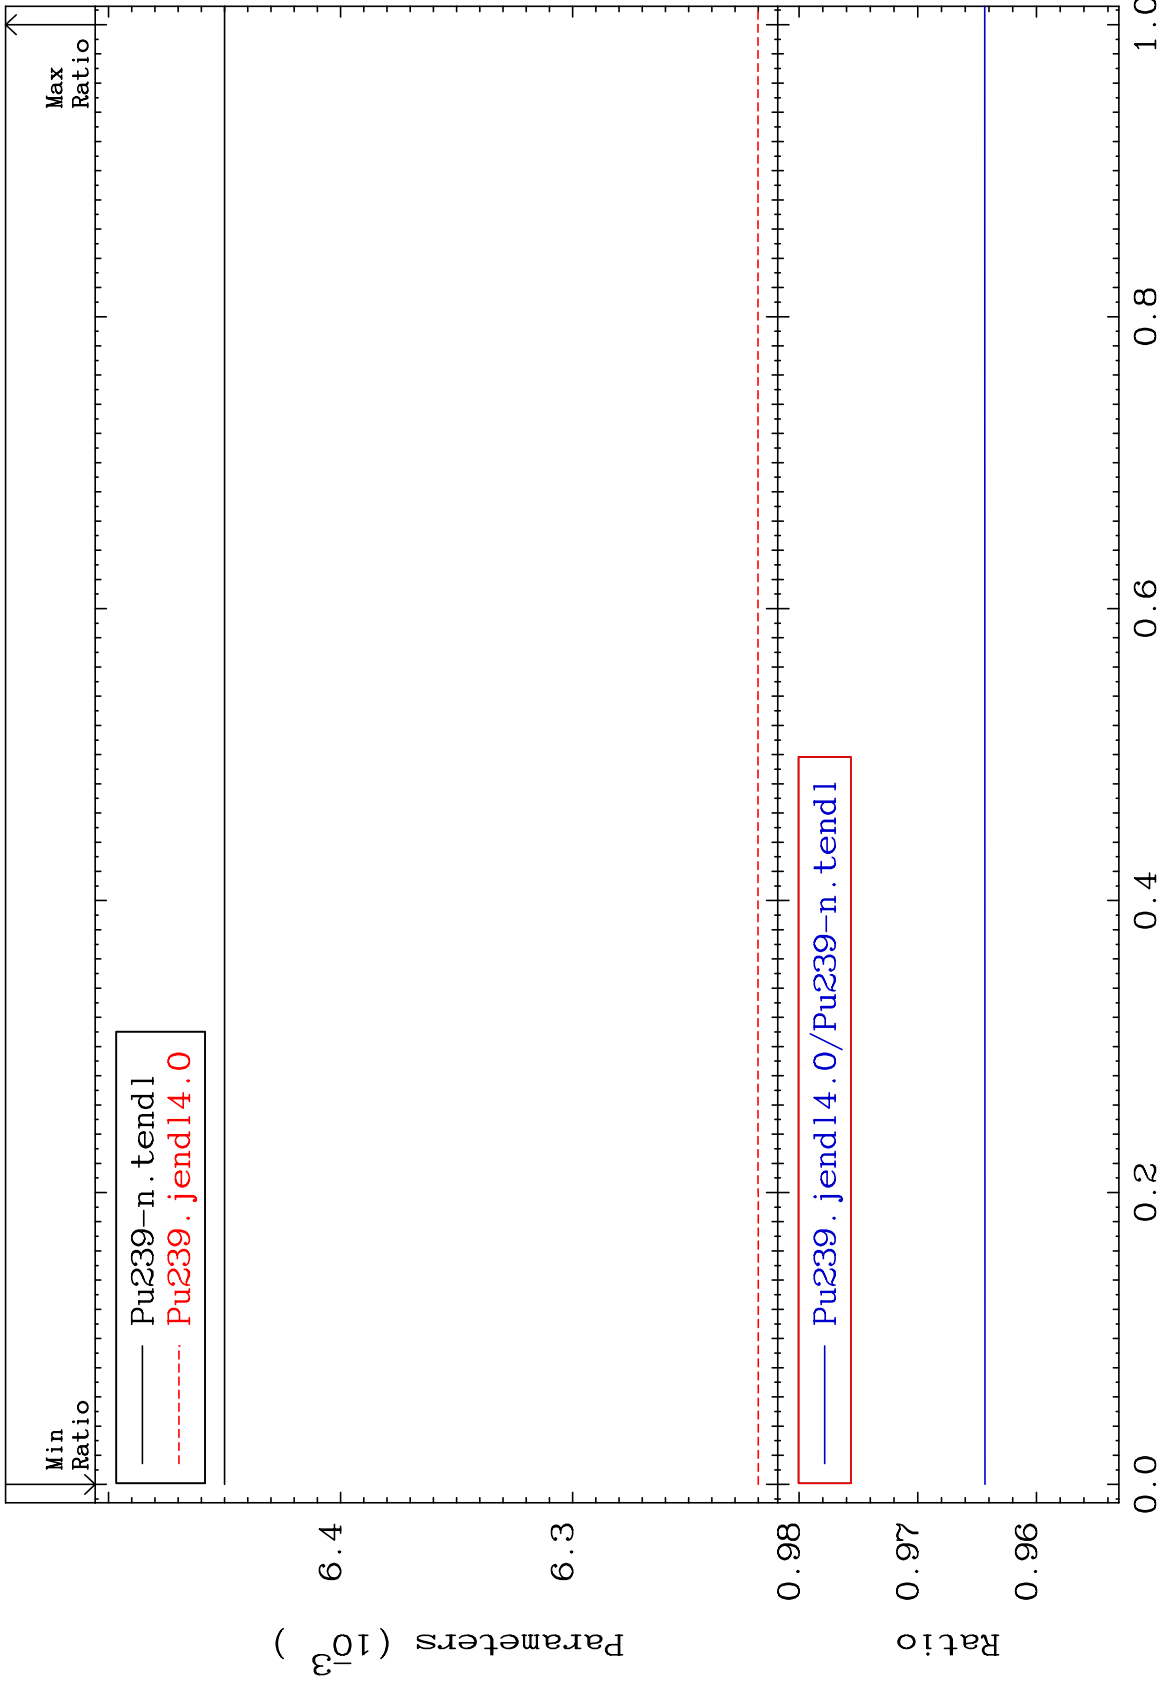 Min
Ratio
Max
Ratio
Pu239-n.tendl
Pu239.jendl4.0
6.4
6.3
Parameters (10⁻³)
Pu239.jendl4.0/Pu239-n.tendl
0.98
0.97
0.96
Ratio
0.0 0.2 0.4 0.6 0.8 1.0